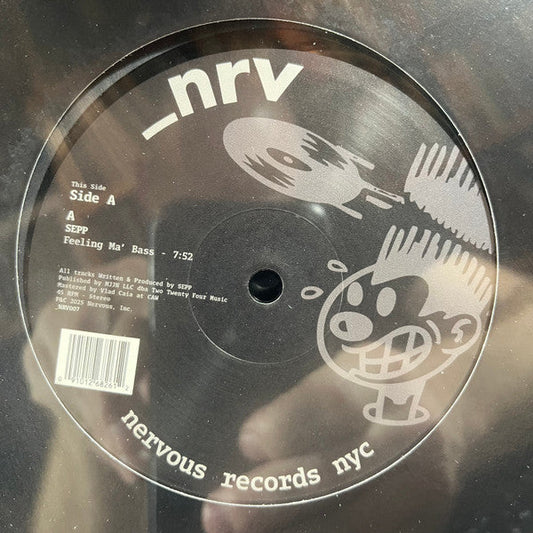 _nrv
This Side
Side A
A
SEPP
Feeling Ma' Bass - 7:52
All tracks Written & Produced by SEPP
Published by MIJM LLC dba Two Twenty Four Music
Mastered by Vlad Caia at CAW
45 RPM - Stereo
P&C 2025 Nervous, Inc.
_NRV007
nervous records nyc